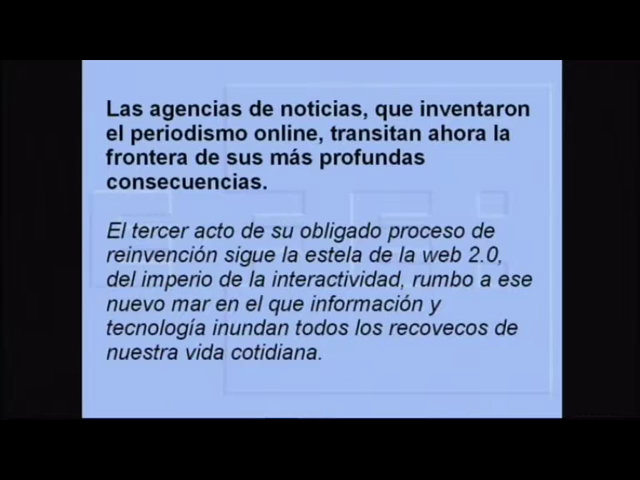 Las agencias de noticias, que inventaron
el periodismo online, transitan ahora la
frontera de sus más profundas
consecuencias.
El tercer acto de su obligado proceso de
reinvención sigue la estela de la web 2.0,
del imperio de la interactividad, rumbo a ese
nuevo mar en el que información y
tecnología inundan todos los recovecos de
nuestra vida cotidiana.